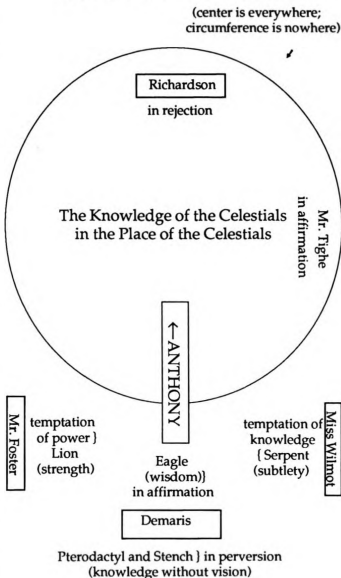 (center is everywhere;
circumference is nowhere)
Richardson
in rejection
The Knowledge of the Celestials
in the Place of the Celestials
Mr. Tighe
in affirmation
←ANTHONY
Mr. Foster
temptation
of power }
Lion
(strength)
Eagle
(wisdom)}
in affirmation
temptation of
knowledge
{ Serpent
(subtlety)
Miss Wilmot
Demaris
Pterodactyl and Stench } in perversion
(knowledge without vision)